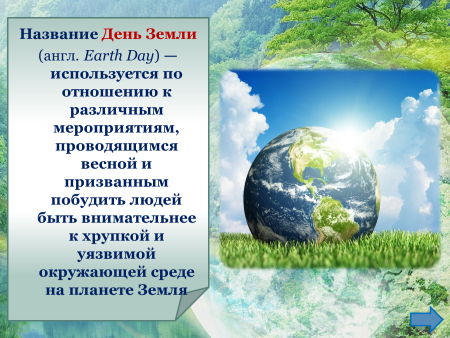 Название День Земли
(англ. Earth Day) —
используется по
отношению к
различным
мероприятиям,
проводящимся
весной и
призванным
побудить людей
быть внимательнее
к хрупкой и
уязвимой
окружающей среде
на планете Земля